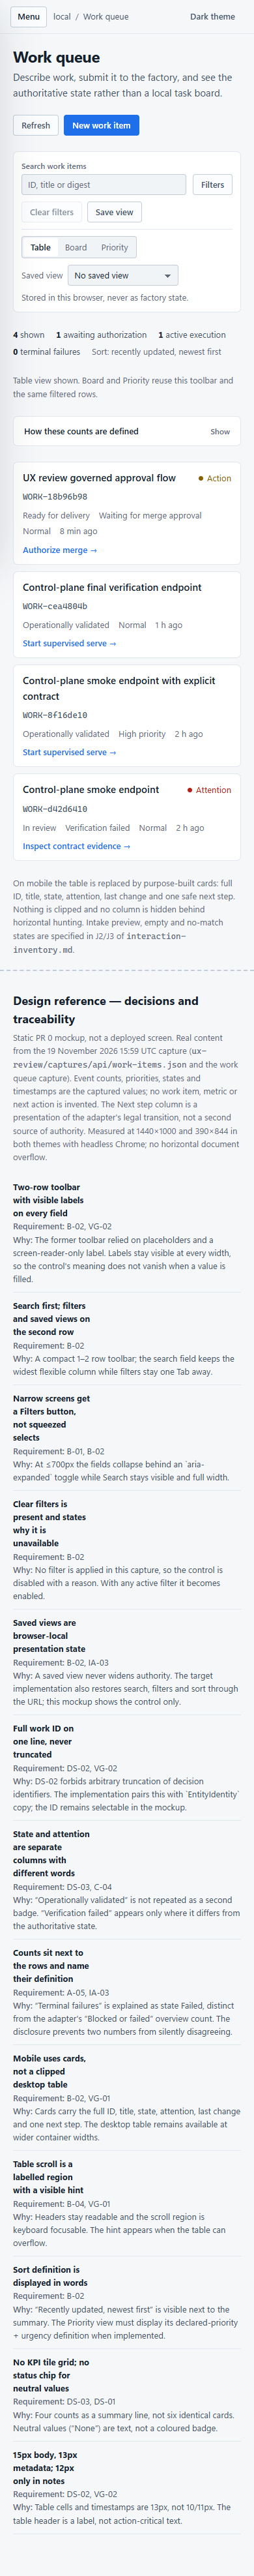 Menu local / Work queue Dark theme
Work queue
Describe work, submit it to the factory, and see the
authoritative state rather than a local task board.
Refresh New work item
Search work items
ID, title or digest Filters
Clear filters Save view
Table Board Priority
Saved view No saved view
Stored in this browser, never as factory state.
4 shown 1 awaiting authorization 1 active execution
0 terminal failures Sort: recently updated, newest first
Table view shown. Board and Priority reuse this toolbar and
the same filtered rows.
How these counts are defined Show
UX review governed approval flow Action
WORK-18b96b98
Ready for delivery Waiting for merge approval
Normal 8 min ago
Authorize merge →
Control-plane final verification endpoint
WORK-cea4804b
Operationally validated Normal 1 h ago
Start supervised serve →
Control-plane smoke endpoint with explicit
contract
WORK-8f16de10
Operationally validated High priority 2 h ago
Start supervised serve →
Control-plane smoke endpoint Attention
WORK-d42d6410
In review Verification failed Normal 2 h ago
Inspect contract evidence →
On mobile the table is replaced by purpose-built cards: full
ID, title, state, attention, last change and one safe next step.
Nothing is clipped and no column is hidden behind
horizontal hunting. Intake preview, empty and no-match
states are specified in J2/J3 of interaction-
inventory.md.
Design reference — decisions and
traceability
Static PR 0 mockup, not a deployed screen. Real content
from the 19 November 2026 15:59 UTC capture (ux-
review/captures/api/work-items.json and the work
queue capture). Event counts, priorities, states and
timestamps are the captured values; no work item, metric or
next action is invented. The Next step column is a
presentation of the adapter's legal transition, not a second
source of authority. Measured at 1440×1000 and 390×844 in
both themes with headless Chrome; no horizontal document
overflow.
Two-row toolbar
with visible labels
on every field
Requirement: B-02, VG-02
Why: The former toolbar relied on placeholders and a
screen-reader-only label. Labels stay visible at every width,
so the control's meaning does not vanish when a value is
filled.
Search first; filters
and saved views on
the second row
Requirement: B-02
Why: A compact 1–2 row toolbar; the search field keeps the
widest flexible column while filters stay one Tab away.
Narrow screens get
a Filters button,
not squeezed
selects
Requirement: B-01, B-02
Why: At ≤700px the fields collapse behind an `aria-
expanded` toggle while Search stays visible and full width.
Clear filters is
present and states
why it is
unavailable
Requirement: B-02
Why: No filter is applied in this capture, so the control is
disabled with a reason. With any active filter it becomes
enabled.
Saved views are
browser-local
presentation state
Requirement: B-02, IA-03
Why: A saved view never widens authority. The target
implementation also restores search, filters and sort through
the URL; this mockup shows the control only.
Full work ID on
one line, never
truncated
Requirement: DS-02, VG-02
Why: DS-02 forbids arbitrary truncation of decision
identifiers. The implementation pairs this with `EntityIdentity`
copy; the ID remains selectable in the mockup.
State and attention
are separate
columns with
different words
Requirement: DS-03, C-04
Why: "Operationally validated" is not repeated as a second
badge. "Verification failed" appears only where it differs from
the authoritative state.
Counts sit next to
the rows and name
their definition
Requirement: A-05, IA-03
Why: "Terminal failures" is explained as state Failed, distinct
from the adapter's "Blocked or failed" overview count. The
disclosure prevents two numbers from silently disagreeing.
Mobile uses cards,
not a clipped
desktop table
Requirement: B-02, VG-01
Why: Cards carry the full ID, title, state, attention, last change
and one next step. The desktop table remains available at
wider container widths.
Table scroll is a
labelled region
with a visible hint
Requirement: B-04, VG-01
Why: Headers stay readable and the scroll region is
keyboard focusable. The hint appears when the table can
overflow.
Sort definition is
displayed in words
Requirement: B-02
Why: "Recently updated, newest first" is visible next to the
summary. The Priority view must display its declared-priority
+ urgency definition when implemented.
No KPI tile grid; no
status chip for
neutral values
Requirement: DS-03, DS-01
Why: Four counts as a summary line, not six identical cards.
Neutral values ("None") are text, not a coloured badge.
15px body, 13px
metadata; 12px
only in notes
Requirement: DS-02, VG-02
Why: Table cells and timestamps are 13px, not 10/11px. The
table header is a label, not action-critical text.